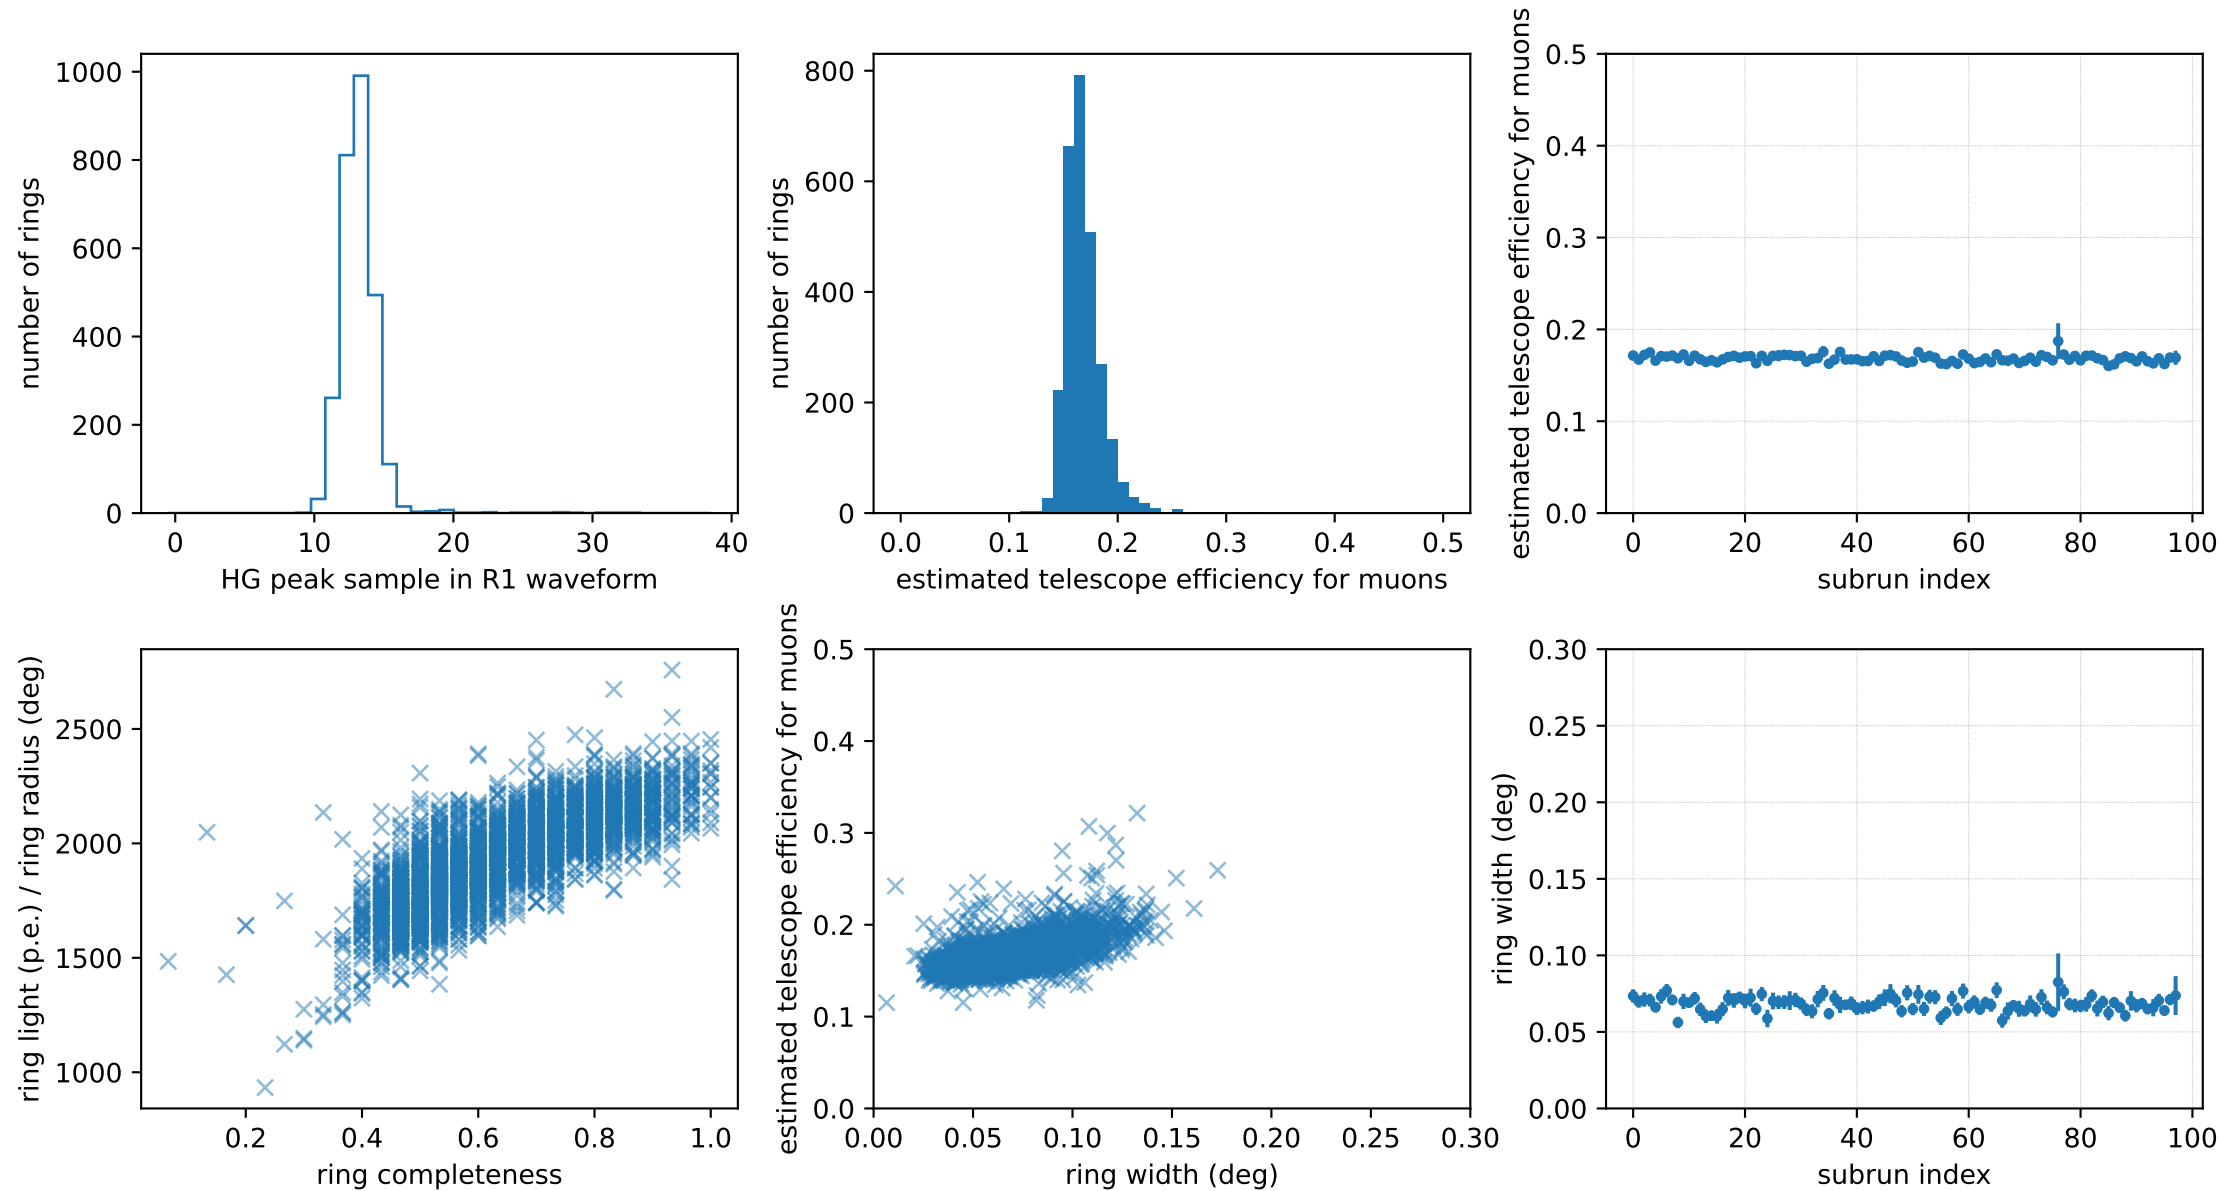 number of rings
1000
800
600
400
200
0
0 10 20 30 40
HG peak sample in R1 waveform
number of rings
800
600
400
200
0
0.0 0.1 0.2 0.3 0.4 0.5
estimated telescope efficiency for muons
estimated telescope efficiency for muons
0.5
0.4
0.3
0.2
0.1
0.0
0 20 40 60 80 100
subrun index
ring light (p.e.) / ring radius (deg)
2500
2000
1500
1000
0.2 0.4 0.6 0.8 1.0
ring completeness
estimated telescope efficiency for muons
0.5
0.4
0.3
0.2
0.1
0.0
0.00 0.05 0.10 0.15 0.20 0.25 0.30
ring width (deg)
ring width (deg)
0.30
0.25
0.20
0.15
0.10
0.05
0.00
0 20 40 60 80 100
subrun index